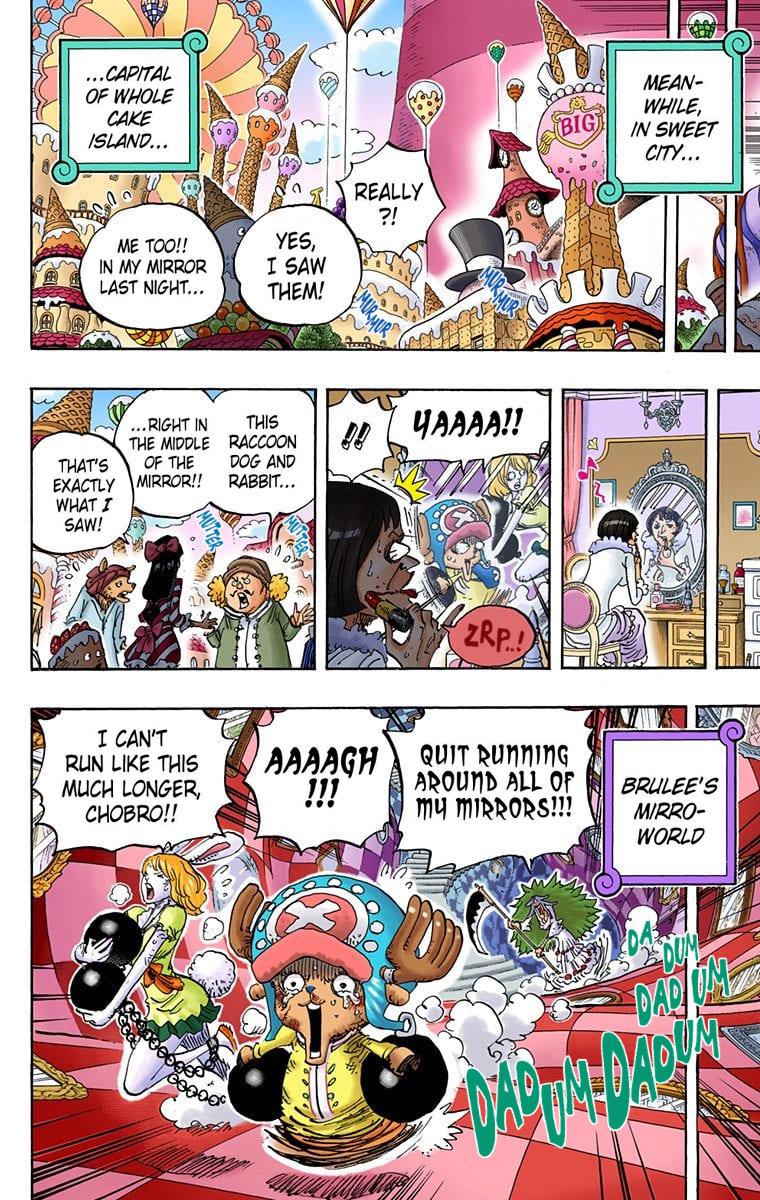 MEAN-
WHILE,
IN SWEET
CITY...
...CAPITAL
OF WHOLE
CAKE
ISLAND...
BIG
REALLY
?!
YES,
I SAW
THEM!
ME TOO!!
IN MY MIRROR
LAST NIGHT...
MURMUR
MURMUR
YAAAA!!
!!
ZRP..!
THIS
RACCOON
DOG AND
RABBIT...
...RIGHT IN
THE MIDDLE
OF THE
MIRROR!!
THAT'S
EXACTLY
WHAT I
SAW!
MUTTER
MUTTER
BRULEE'S
MIRRO-
WORLD
QUIT RUNNING
AROUND ALL OF
MY MIRRORS!!!
AAAAGH
!!!
I CAN'T
RUN LIKE THIS
MUCH LONGER,
CHOBRO!!
DA DUM
DADUM
DADUM DADUM